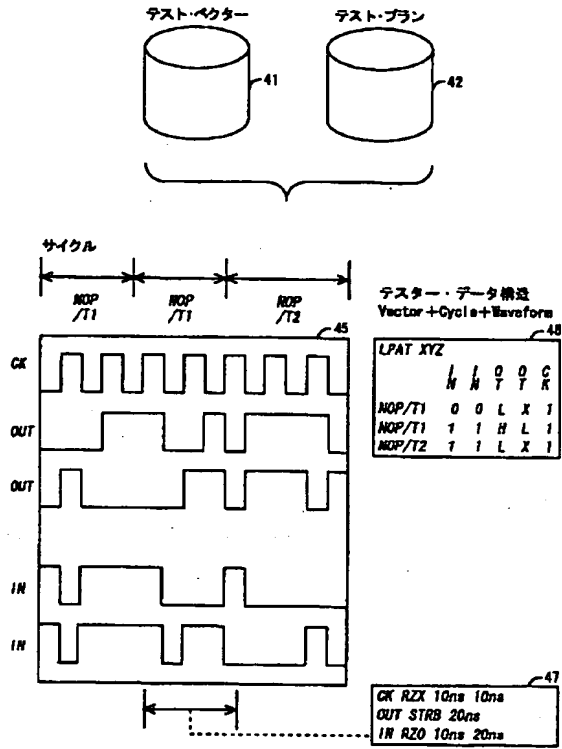 テスト・ベクター
テスト・プラン
41
42
サイクル
NOP
/T1
NOP
/T1
NOP
/T2
テスター・データ構造
Vector+Cycle+Waveform
45
48
CK
OUT
OUT
IN
IN
LPAT XYZ
I I O O C
N N T T K
NOP/T1 0 0 L X 1
NOP/T1 1 1 H L 1
NOP/T2 1 1 L X 1
47
CK RZX 10ns 10ns
OUT STRB 20ns
IN RZO 10ns 20ns